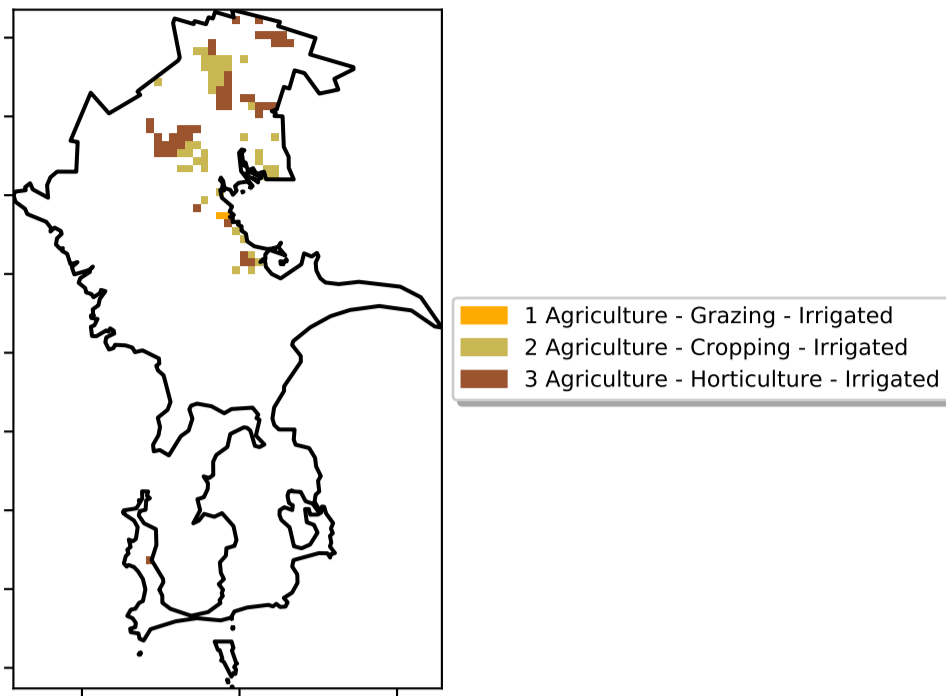 1 Agriculture - Grazing - Irrigated
2 Agriculture - Cropping - Irrigated
3 Agriculture - Horticulture - Irrigated